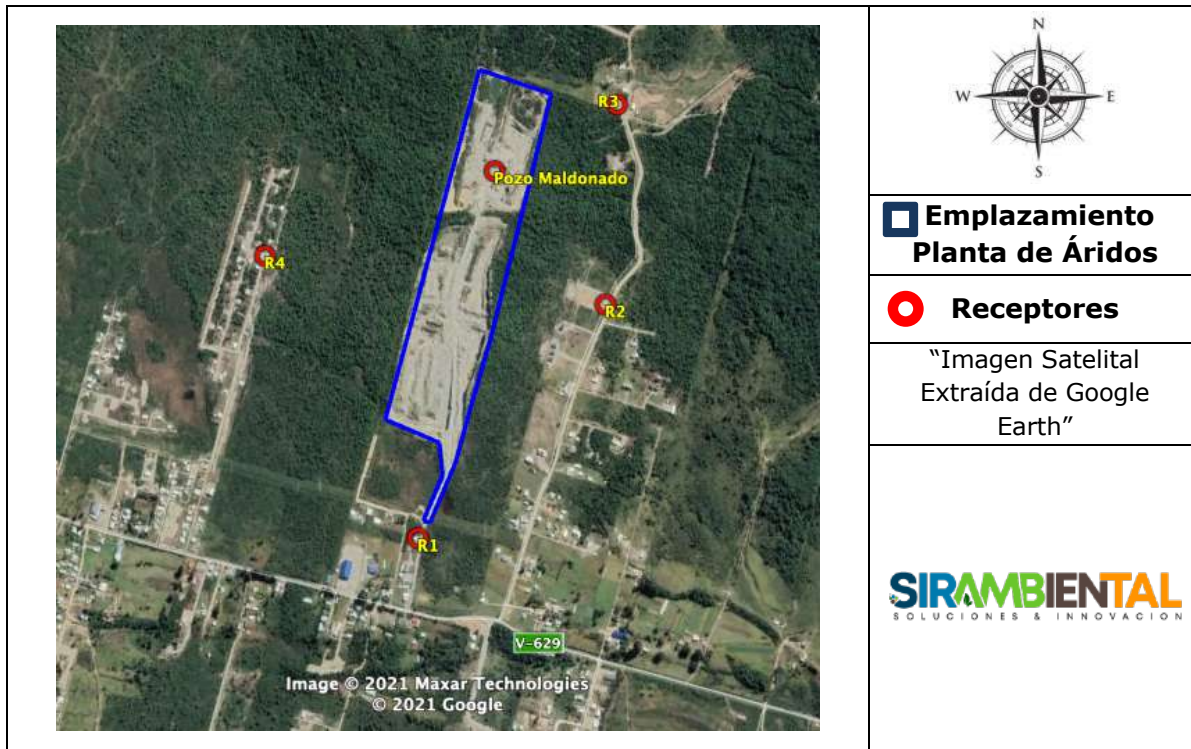 R3
Pozo Maldonado
R4
R2
R1
V-629
Image © 2021 Maxar Technologies
© 2021 Google
N
W
E
S
Emplazamiento
Planta de Áridos
Receptores
“Imagen Satelital
Extraída de Google
Earth”
SIRAMBIENTAL
SOLUCIONES & INNOVACION